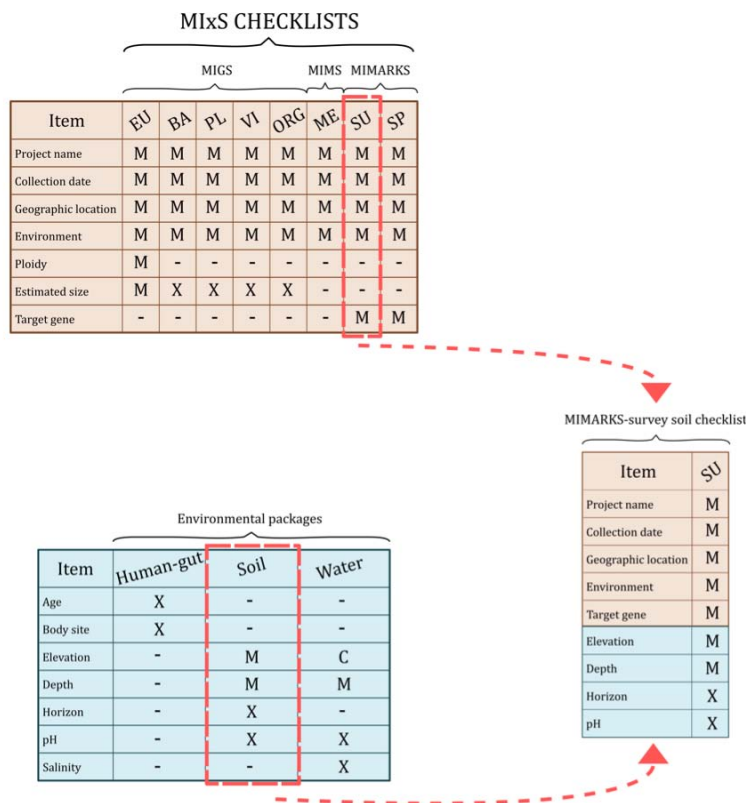 MIxS CHECKLISTS
MIGS MIMS MIMARKS
Item EU BA PL VI ORG ME SU SP
Project name M M M M M M M M
Collection date M M M M M M M M
Geographic location M M M M M M M M
Environment M M M M M M M M
Ploidy M - - - - - - -
Estimated size M X X X X - - -
Target gene - - - - - - M M
MIMARKS-survey soil checklist
Item SU
Project name M
Collection date M
Geographic location M
Environment M
Target gene M
Elevation M
Depth M
Horizon X
pH X
Environmental packages
Item Human-gut Soil Water
Age X - -
Body site X - -
Elevation - M C
Depth - M M
Horizon - X -
pH - X X
Salinity - - X